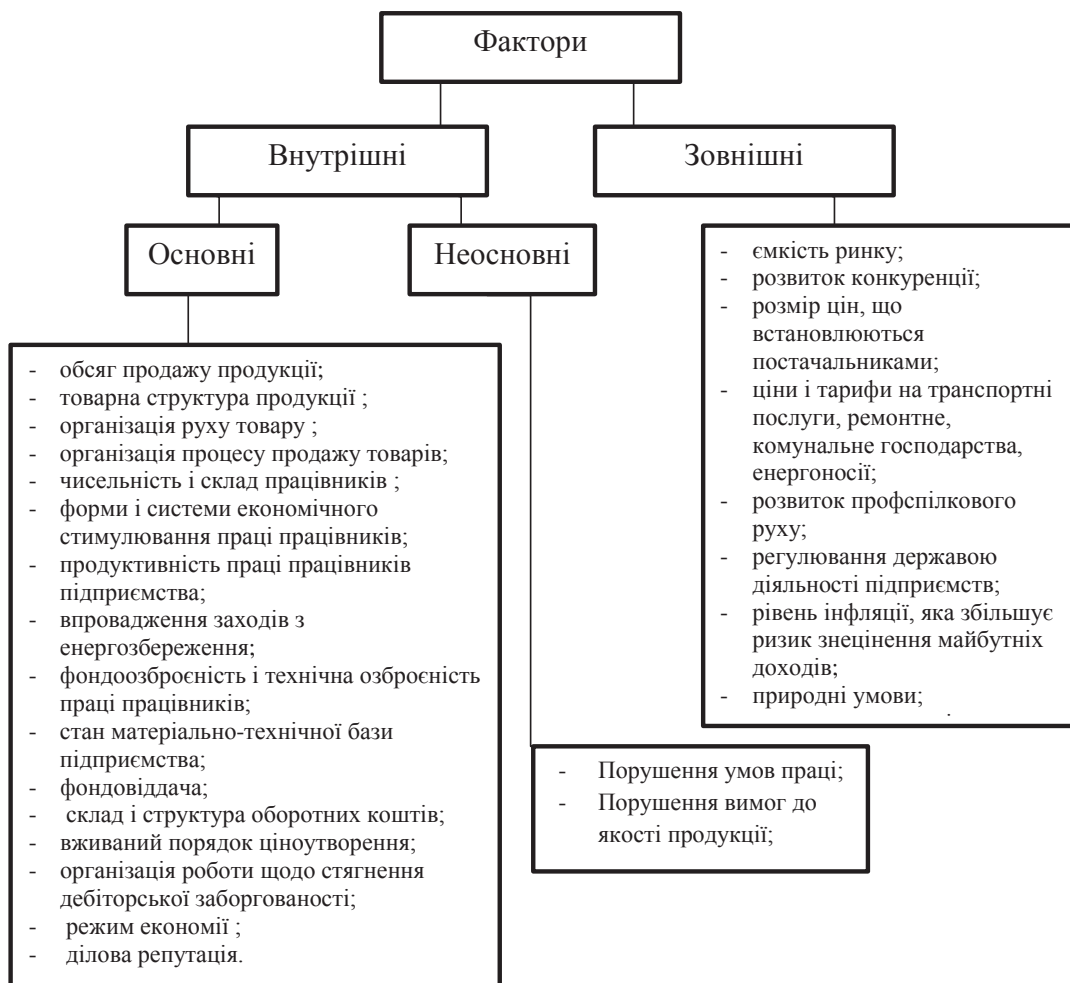 Фактори
Внутрішні
Зовнішні
Основні
Неосновні
- обсяг продажу продукції;
- товарна структура продукції ;
- організація руху товару ;
- організація процесу продажу товарів;
- чисельність і склад працівників ;
- форми і системи економічного
стимулювання праці працівників;
- продуктивність праці працівників
підприємства;
- впровадження заходів з
енергозбереження;
- фондоозброєність і технічна озброєність
праці працівників;
- стан матеріально-технічної бази
підприємства;
- фондовіддача;
- склад і структура оборотних коштів;
- вживаний порядок ціноутворення;
- організація роботи щодо стягнення
дебіторської заборгованості;
- режим економії ;
- ділова репутація.
- Порушення умов праці;
- Порушення вимог до
якості продукції;
- ємкість ринку;
- розвиток конкуренції;
- розмір цін, що
встановлюються
постачальниками;
- ціни і тарифи на транспортні
послуги, ремонтне,
комунальне господарства,
енергоносії;
- розвиток профспілкового
руху;
- регулювання державою
діяльності підприємств;
- рівень інфляції, яка збільшує
ризик знецінення майбутніх
доходів;
- природні умови;